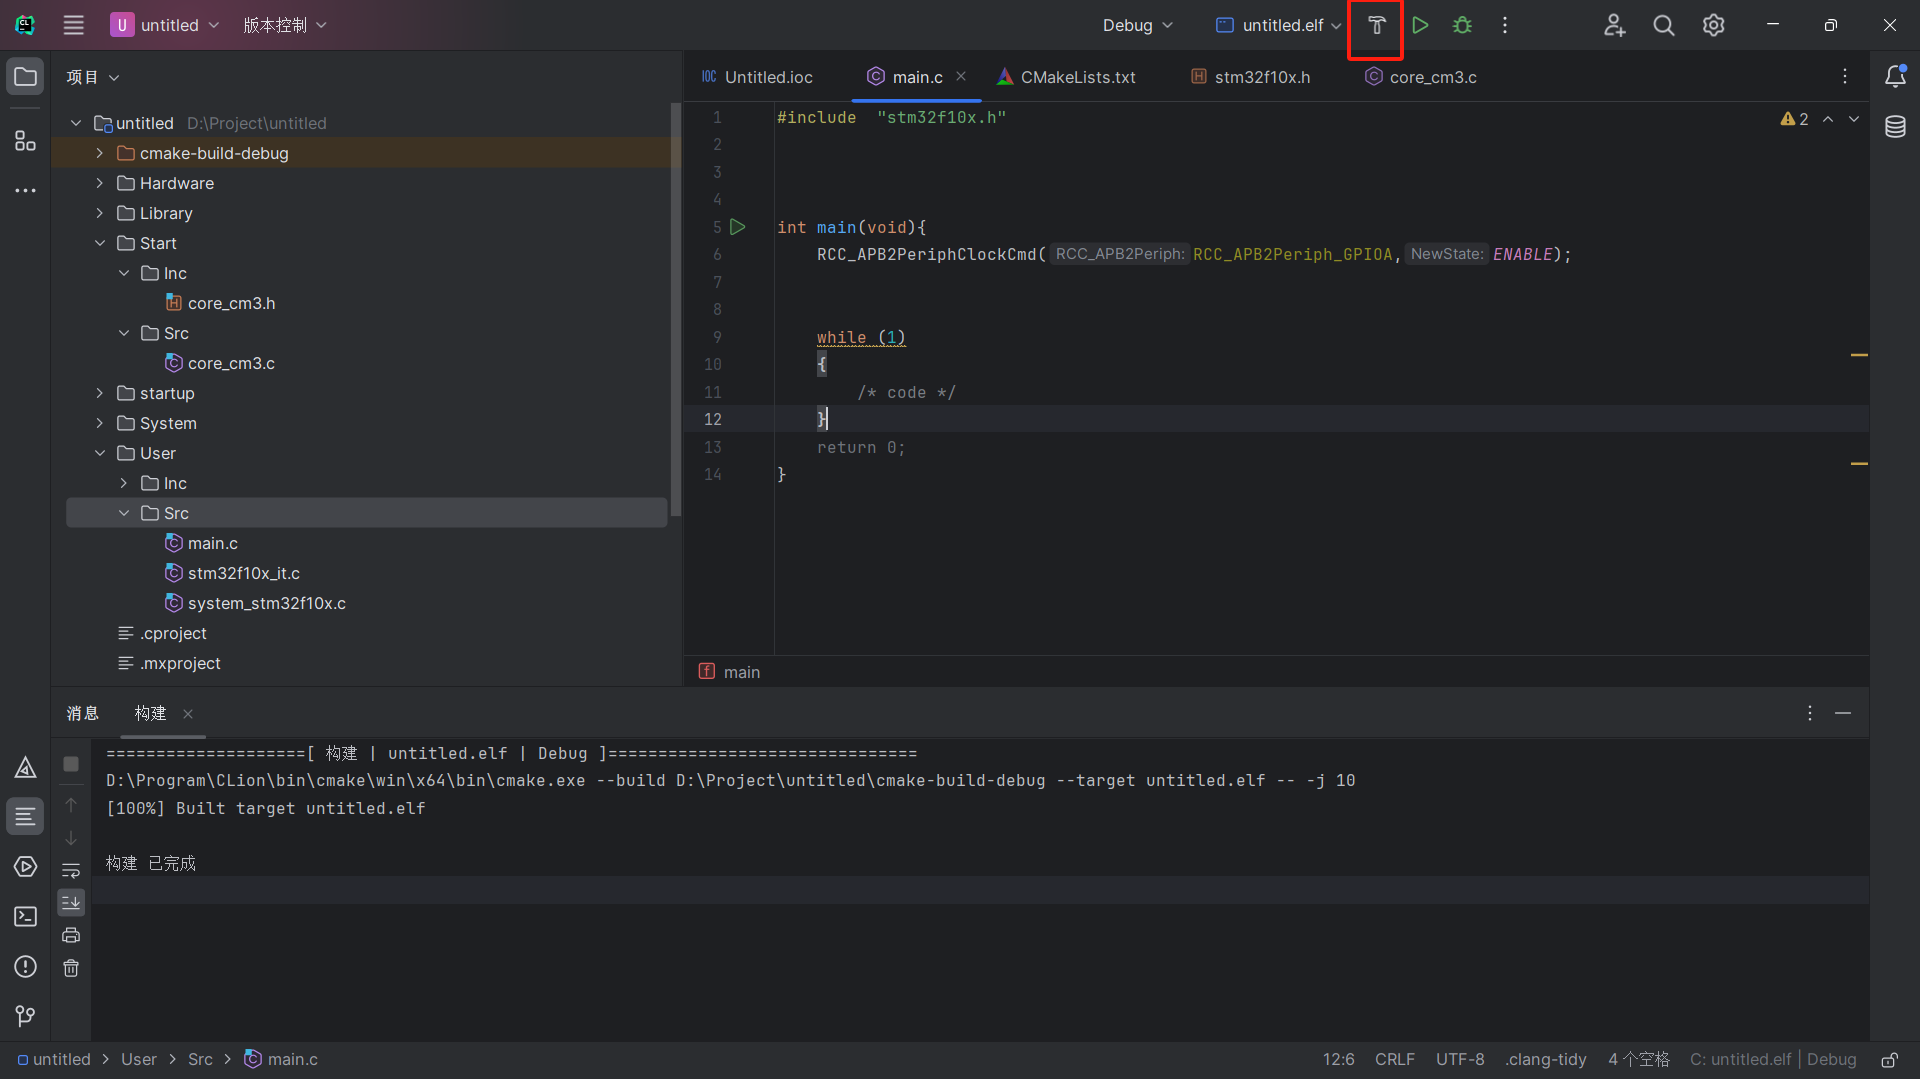 CL U untitled 版本控制 Debug untitled.elf
项目
IOC Untitled.ioc main.c CMakeLists.txt stm32f10x.h core_cm3.c
untitled D:\Project\untitled
cmake-build-debug
Hardware
Library
Start
Inc
core_cm3.h
Src
core_cm3.c
startup
System
User
Inc
Src
main.c
stm32f10x_it.c
system_stm32f10x.c
.cproject
.mxproject
1 #include "stm32f10x.h"
2
3
4
5 int main(void){
6 RCC_APB2PeriphClockCmd( RCC_APB2Periph: RCC_APB2Periph_GPIOA, NewState: ENABLE);
7
8
9 while (1)
10 {
11 /* code */
12 }
13 return 0;
14 }
2
f main
消息 构建
====================[ 构建 | untitled.elf | Debug ]===============================
D:\Program\CLion\bin\cmake\win\x64\bin\cmake.exe --build D:\Project\untitled\cmake-build-debug --target untitled.elf -- -j 10
[100%] Built target untitled.elf
构建 已完成
untitled > User > Src > main.c 12:6 CRLF UTF-8 .clang-tidy 4 个空格 C: untitled.elf | Debug